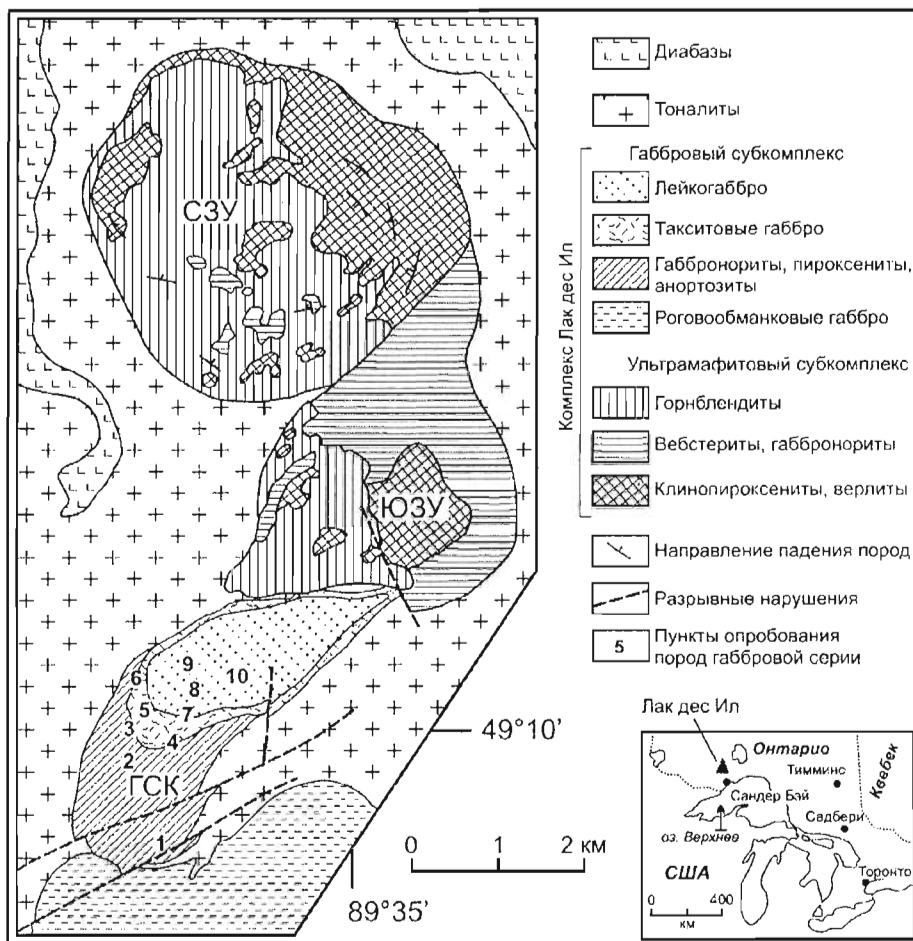 Диабазы
Тоналиты
Комплекс Лак дес Ил
Габбровый субкомплекс
Лейкогаббро
Такситовые габбро
Габбронориты, пироксениты,
анортозиты
Роговообманковые габбро
Ультрамафитовый субкомплекс
Горнблендиты
Вебстериты, габбронориты
Клинопироксениты, верлиты
Направление падения пород
Разрывные нарушения
5
Пункты опробования
пород габбровой серии
СЗУ
ЮЗУ
9
6
8
10
5
7
3
4
2
ГСК
1
49°10'
0 1 2 км
89°35'
Лак дес Ил
Онтарио
Тимминс
Квебек
Сандер Бэй
Садбери
оз. Верхнее
США
Торонто
0 400
км